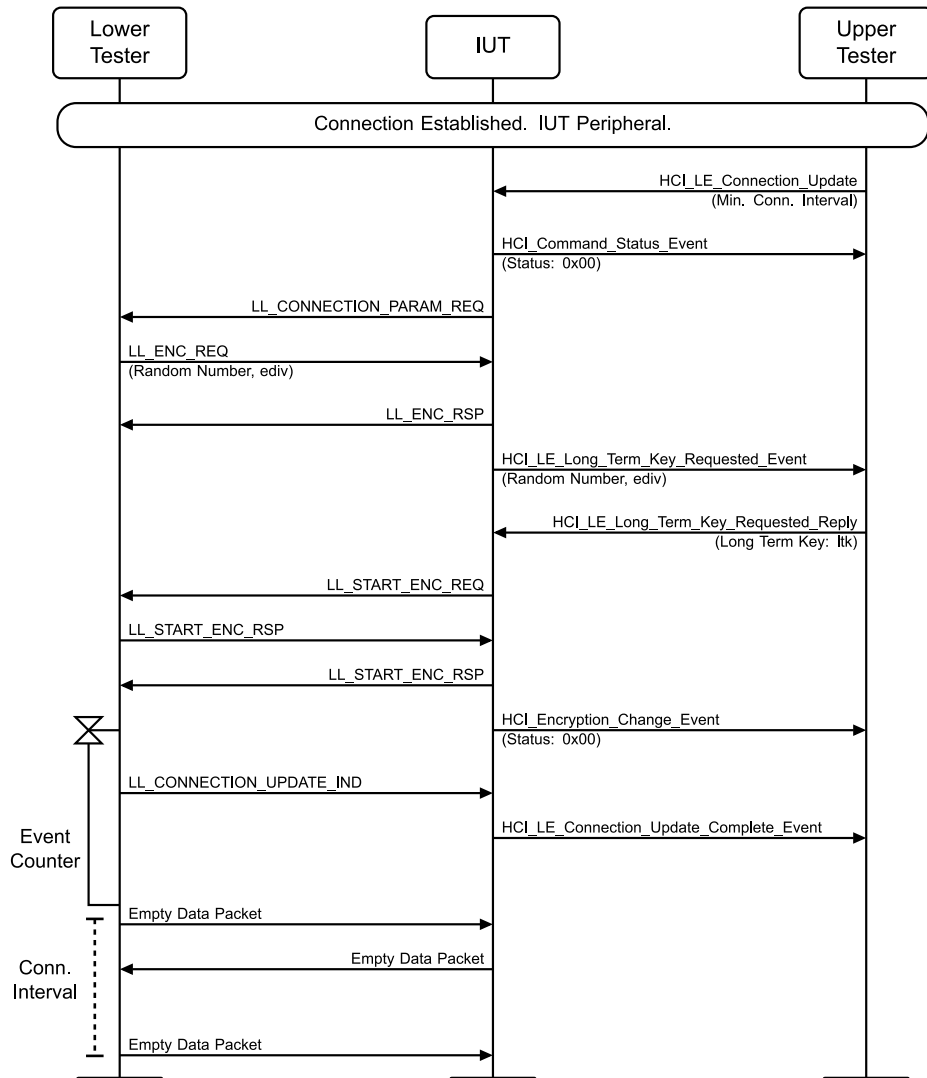 Lower
Tester
IUT
Upper
Tester
Connection Established. IUT Peripheral.
HCI_LE_Connection_Update
(Min. Conn. Interval)
HCI_Command_Status_Event
(Status: 0x00)
LL_CONNECTION_PARAM_REQ
LL_ENC_REQ
(Random Number, ediv)
LL_ENC_RSP
HCI_LE_Long_Term_Key_Requested_Event
(Random Number, ediv)
HCI_LE_Long_Term_Key_Requested_Reply
(Long Term Key: ltk)
LL_START_ENC_REQ
LL_START_ENC_RSP
LL_START_ENC_RSP
HCI_Encryption_Change_Event
(Status: 0x00)
LL_CONNECTION_UPDATE_IND
HCI_LE_Connection_Update_Complete_Event
Event
Counter
Empty Data Packet
Empty Data Packet
Conn.
Interval
Empty Data Packet